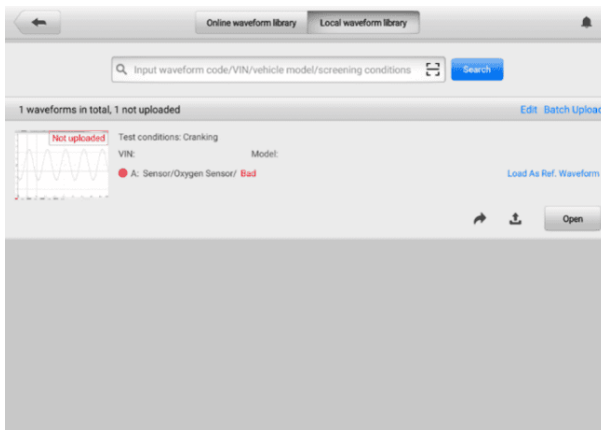 Online waveform library Local waveform library
Input waveform code/VIN/vehicle model/screening conditions Search
1 waveforms in total, 1 not uploaded Edit Batch Upload
Not uploaded Test conditions: Cranking
VIN: Model:
A: Sensor/Oxygen Sensor/ Bad Load As Ref. Waveform
Open